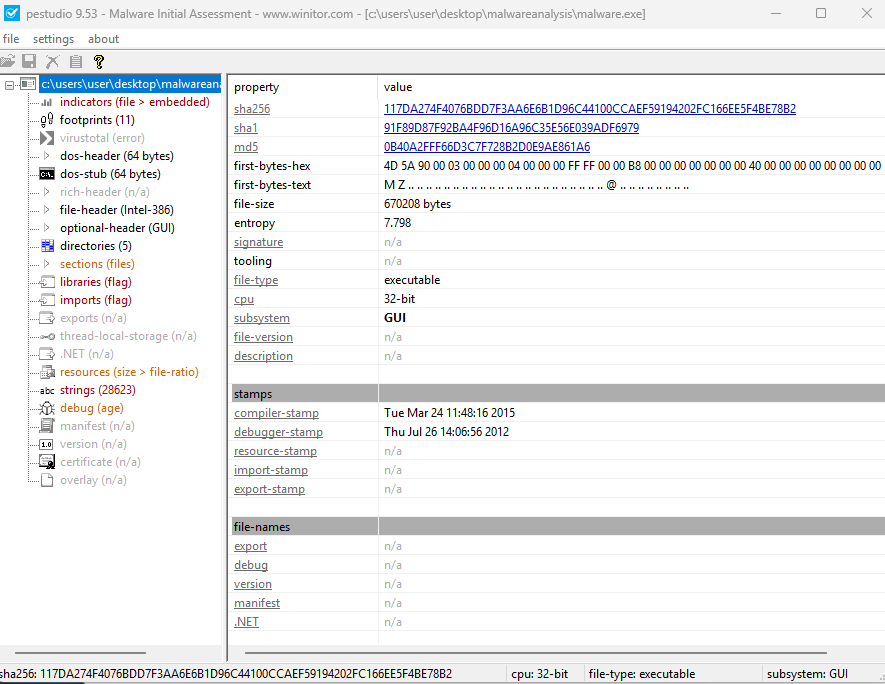 pestudio 9.53 - Malware Initial Assessment - www.winitor.com - [c:\users\user\desktop\malwareanalysis\malware.exe]
file settings about
c:\users\user\desktop\malwareana
indicators (file > embedded)
footprints (11)
virustotal (error)
dos-header (64 bytes)
dos-stub (64 bytes)
rich-header (n/a)
file-header (Intel-386)
optional-header (GUI)
directories (5)
sections (files)
libraries (flag)
imports (flag)
exports (n/a)
thread-local-storage (n/a)
.NET (n/a)
resources (size > file-ratio)
abc strings (28623)
debug (age)
manifest (n/a)
1.0 version (n/a)
certificate (n/a)
overlay (n/a)
property value
sha256 117DA274F4076BDD7F3AA6E6B1D96C44100CCAEF59194202FC166EE5F4BE78B2
sha1 91F89D87F92BA4F96D16A96C35E56E039ADF6979
md5 0B40A2FFF66D3C7F728B2D0E9AE861A6
first-bytes-hex 4D 5A 90 00 03 00 00 00 04 00 00 00 FF FF 00 00 B8 00 00 00 00 00 00 00 40 00 00 00 00 00 00 00 00
first-bytes-text M Z .. .. .. .. .. .. .. .. .. .. .. .. .. .. .. .. .. .. .. .. .. .. @ .. .. .. .. .. .. .. ..
file-size 670208 bytes
entropy 7.798
signature n/a
tooling n/a
file-type executable
cpu 32-bit
subsystem GUI
file-version n/a
description n/a
stamps
compiler-stamp Tue Mar 24 11:48:16 2015
debugger-stamp Thu Jul 26 14:06:56 2012
resource-stamp n/a
import-stamp n/a
export-stamp n/a
file-names
export n/a
debug n/a
version n/a
manifest n/a
.NET n/a
sha256: 117DA274F4076BDD7F3AA6E6B1D96C44100CCAEF59194202FC166EE5F4BE78B2 cpu: 32-bit file-type: executable subsystem: GUI